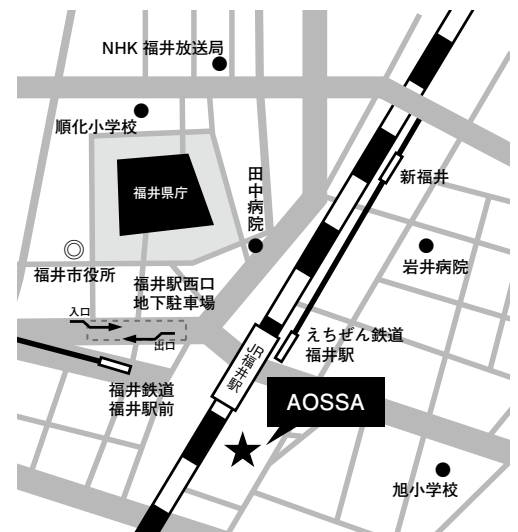 NHK 福井放送局
順化小学校
福井県庁
田中病院
新福井
福井市役所
岩井病院
福井駅西口
地下駐車場
入口
出口
えちぜん鉄道
福井駅
JR福井駅
福井鉄道
福井駅前
AOSSA
旭小学校